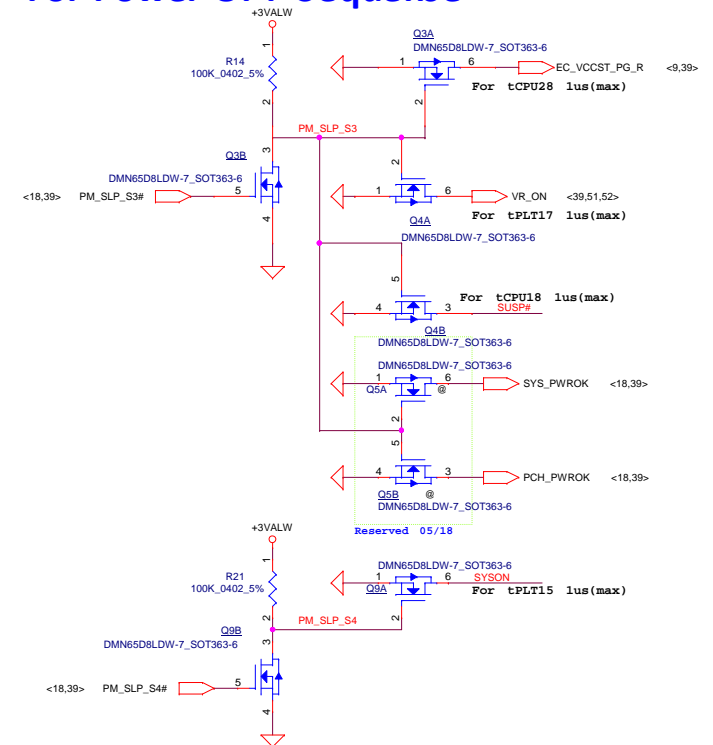 For Power Off Sequence
+3VALW
Q3A
DMN65D8LDW-7_SOT363-6
R14
100K_0402_5%
1
2
1
6
2
EC_VCCST_PG_R
<9,39>
For tCPU28 1us(max)
PM_SLP_S3
Q3B
3
DMN65D8LDW-7_SOT363-6
<18,39>
PM_SLP_S3#
5
4
2
1
6
VR_ON
<39,51,52>
Q4A
For tPLT17 1us(max)
DMN65D8LDW-7_SOT363-6
5
For tCPU18 1us(max)
4
3
SUSP#
Q4B
DMN65D8LDW-7_SOT363-6
DMN65D8LDW-7_SOT363-6
1
6
Q5A
@
SYS_PWROK
<18,39>
2
5
4
3
PCH_PWROK
<18,39>
Q5B
@
DMN65D8LDW-7_SOT363-6
Reserved 05/18
+3VALW
1
R21
100K_0402_5%
2
DMN65D8LDW-7_SOT363-6
1
6
SYSON
Q9A
For tPLT15 1us(max)
2
PM_SLP_S4
Q9B
3
DMN65D8LDW-7_SOT363-6
<18,39>
PM_SLP_S4#
5
4